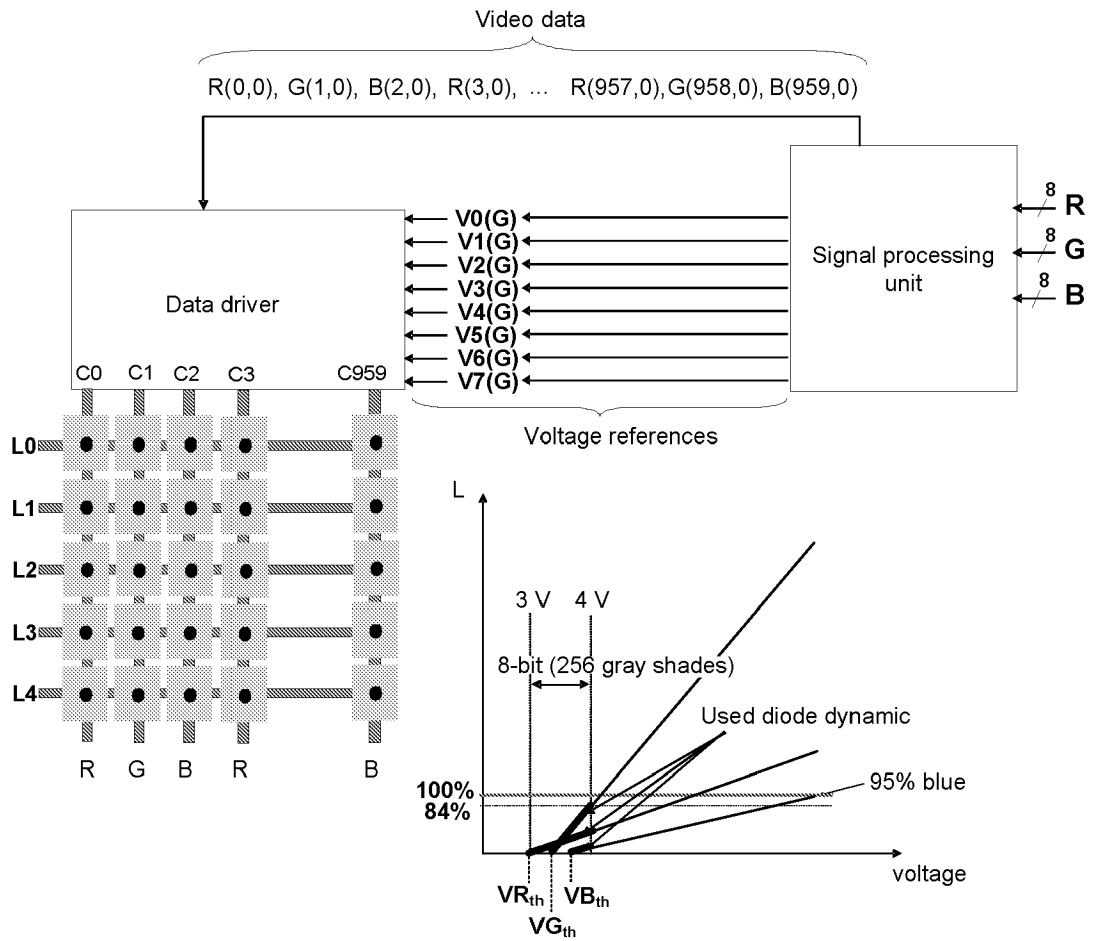 Video data
R(0,0), G(1,0), B(2,0), R(3,0), ... R(957,0),G(958,0), B(959,0)
8 R
8 G
8 B
Signal processing
unit
V0(G)
V1(G)
V2(G)
V3(G)
V4(G)
V5(G)
V6(G)
V7(G)
Data driver
C0 C1 C2 C3 C959
Voltage references
L0
L1
L2
L3
L4
R G B R B
L
3 V 4 V
8-bit (256 gray shades)
Used diode dynamic
100%
84%
95% blue
voltage
VRth VBth
VGth